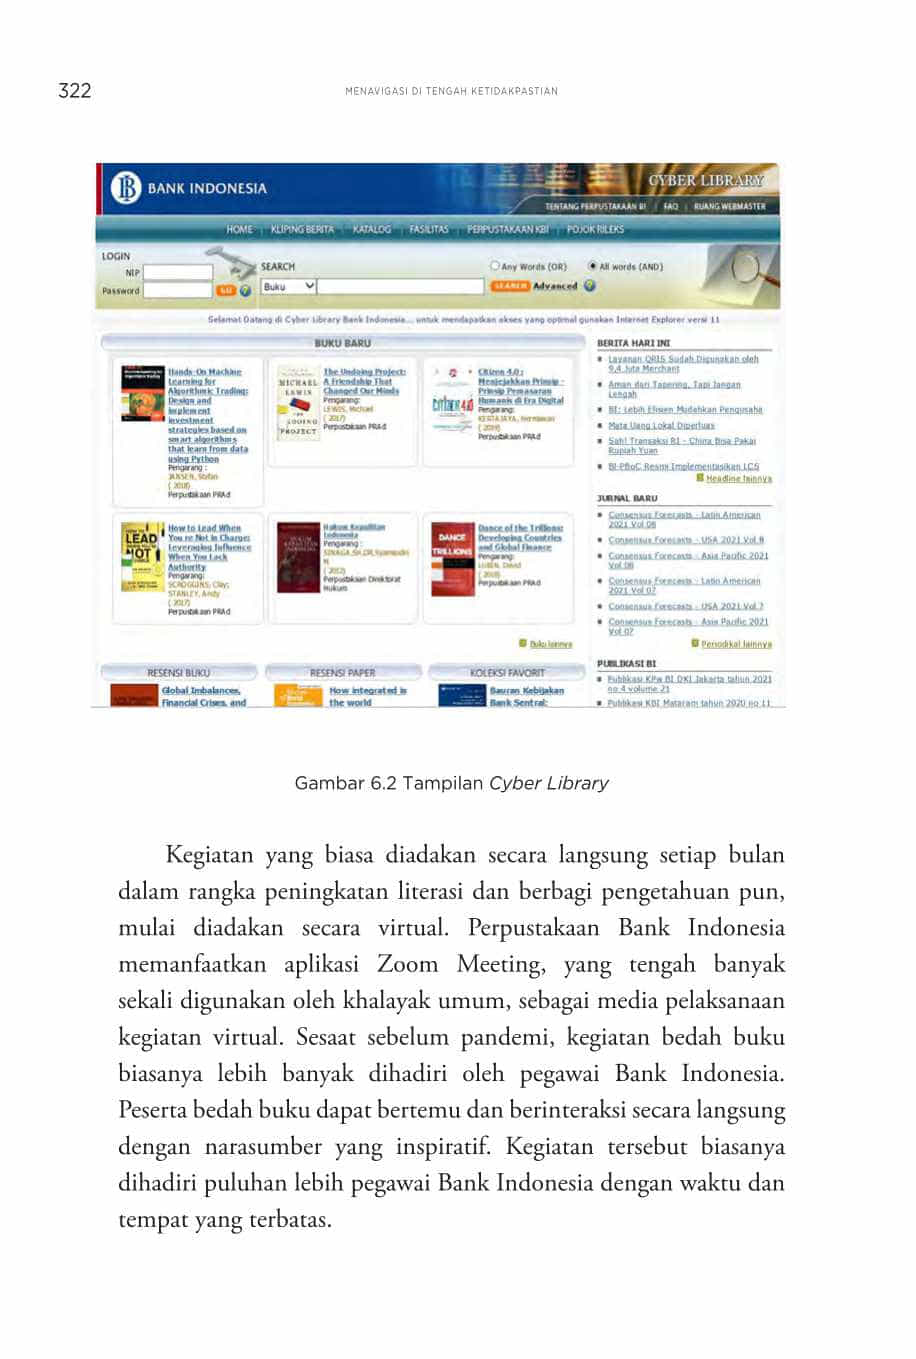 322
MENAVIGASI DI TENGAH KETIDAKPASTIAN
BANK INDONESIA
CYBER LIBRARY
TENTANG PERPUSTAKAAN BI | FAQ | RUANG WEBMASTER
HOME | KLIPING BERITA | KATALOG | FASILITAS | PERPUSTAKAAN KBI | POJOK RILEKS
LOGIN
NIP
Password
GO
SEARCH
Buku
Any Words (OR)
All words (AND)
SEARCH Advanced
Selamat Datang di Cyber Library Bank Indonesia... untuk mendapatkan akses yang optimal gunakan Internet Explorer versi 11
BUKU BARU
Hands-On Machine
Learning for
Algorithmic Trading:
Design and
implement
investment
strategies based on
smart algorithms
that learn from data
using Python
Pengarang :
JANSEN, Stefan
( 2018)
Perpustakaan PRAd
MICHAEL
LEWIS
PROJECT
The Undoing Project:
A Friendship That
Changed Our Minds
Pengarang:
LEWIS, Michael
( 2017)
Perpustakaan PRAd
Citizen 4.0 :
Menjejakkan Prinsip -
Prinsip Pemasaran
Humanis di Era Digital
Pengarang:
KERTAJAYA, Hermawan
( 2019)
Perpustakaan PRAd
LEAD
NOT
How to Lead When
You re Not in Charge:
Leveraging Influence
When You Lack
Authority
Pengarang:
SCROGGINS, Clay;
STANLEY, Andy
( 2017)
Perpustakaan PRAd
Hukum Kepailitan
Indonesia
Pengarang :
SINAGA,SH,DR,Syamsudin
M
( 2012)
Perpustakaan Direktorat
Hukum
DANCE
TRILLIONS
Dance of the Trillions:
Developing Countries
and Global Finance
Pengarang:
LUBIN, David
( 2018)
Perpustakaan PRAd
Buku lainnya
RESENSI BUKU
Global Imbalances,
Financial Crises, and
RESENSI PAPER
How integrated is
the world
KOLEKSI FAVORIT
Bauran Kebijakan
Bank Sentral:
BERITA HARI INI
Layanan QRIS Sudah Digunakan oleh
9,4 Juta Merchant
Aman dari Tapering, Tapi Jangan
Lengah
BI: Lebih Efisien Mudahkan Pengusaha
Mata Uang Lokal Diperluas
Sah! Transaksi RI - China Bisa Pakai
Rupiah Yuan
BI-PBoC Resmi Implementasikan LCS
Headline lainnya
JURNAL BARU
Consensus Forecasts - Latin American
2021 Vol 08
Consensus Forecasts - USA 2021 Vol 8
Consensus Forecasts - Asia Pacific 2021
Vol 08
Consensus Forecasts - Latin American
2021 Vol 07
Consensus Forecasts - USA 2021 Vol 7
Consensus Forecasts - Asia Pacific 2021
Vol 07
Periodikal lainnya
PUBLIKASI BI
Publikasi KPw BI DKI Jakarta tahun 2021
no 4 volume 21
Publikasi KBI Mataram tahun 2020 no 11
Gambar 6.2 Tampilan Cyber Library
Kegiatan yang biasa diadakan secara langsung setiap bulan
dalam rangka peningkatan literasi dan berbagi pengetahuan pun,
mulai diadakan secara virtual. Perpustakaan Bank Indonesia
memanfaatkan aplikasi Zoom Meeting, yang tengah banyak
sekali digunakan oleh khalayak umum, sebagai media pelaksanaan
kegiatan virtual. Sesaat sebelum pandemi, kegiatan bedah buku
biasanya lebih banyak dihadiri oleh pegawai Bank Indonesia.
Peserta bedah buku dapat bertemu dan berinteraksi secara langsung
dengan narasumber yang inspiratif. Kegiatan tersebut biasanya
dihadiri puluhan lebih pegawai Bank Indonesia dengan waktu dan
tempat yang terbatas.